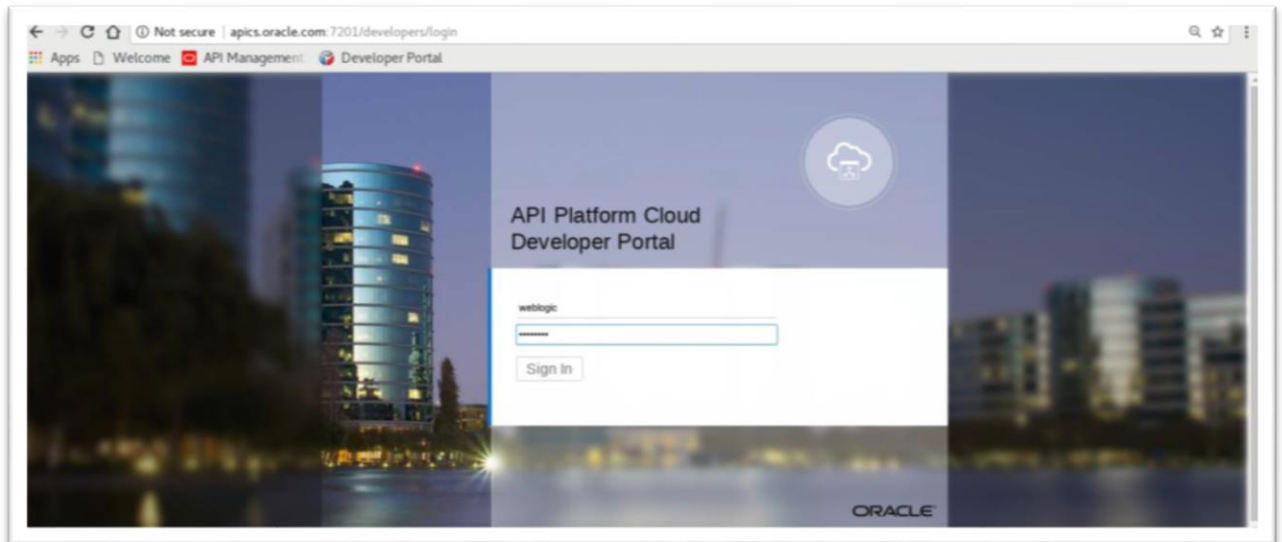 Not secure | apics.oracle.com:7201/developers/login
Apps Welcome API Management Developer Portal
API Platform Cloud
Developer Portal
weblogic
••••••••
Sign In
ORACLE